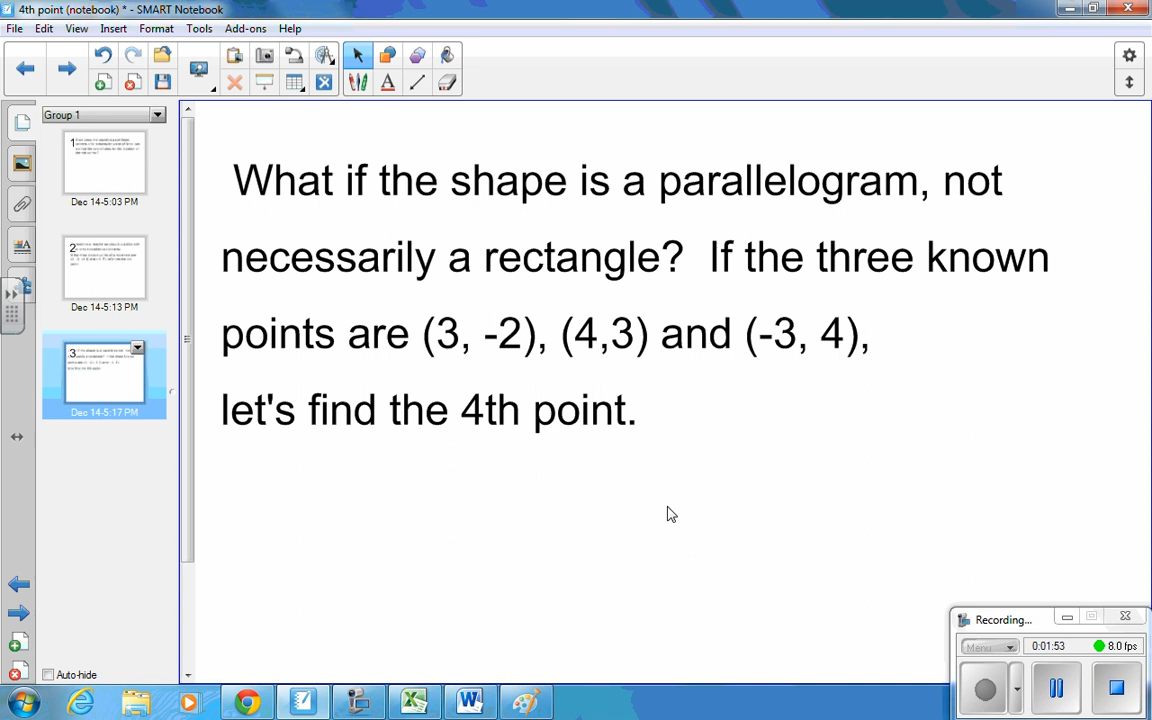 4th point (notebook) * - SMART Notebook
File Edit View Insert Format Tools Add-ons Help
Group 1
1
Dec 14-5:03 PM
2
Dec 14-5:13 PM
3
Dec 14-5:17 PM
What if the shape is a parallelogram, not
necessarily a rectangle? If the three known
points are (3, -2), (4,3) and (-3, 4),
let's find the 4th point.
Recording...
Menu 0:01:53 8.0 fps
Auto-hide